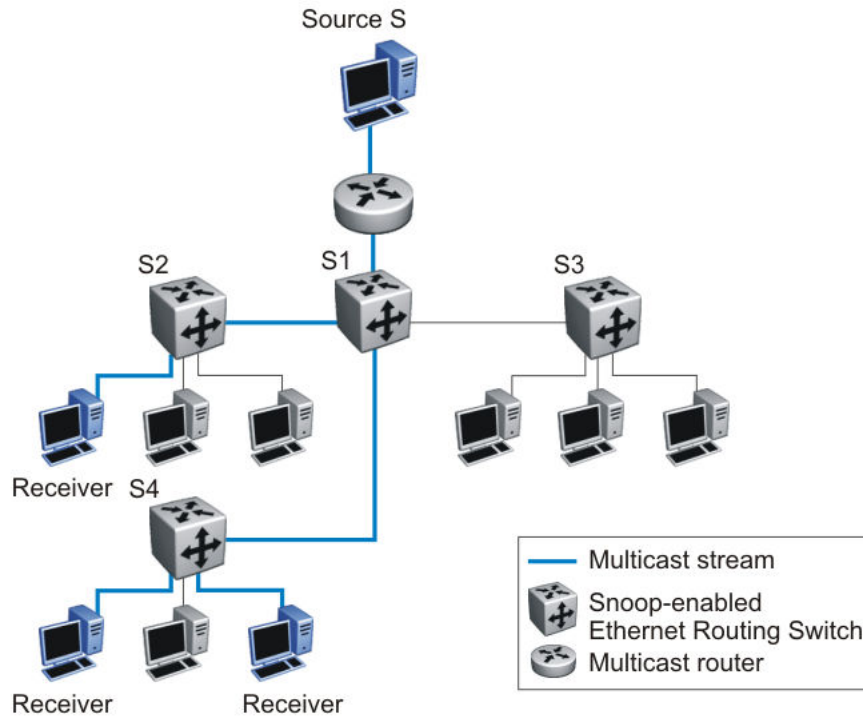 Source S
S2
S1
S3
Receiver
S4
Receiver
Receiver
Multicast stream
Snoop-enabled
Ethernet Routing Switch
Multicast router